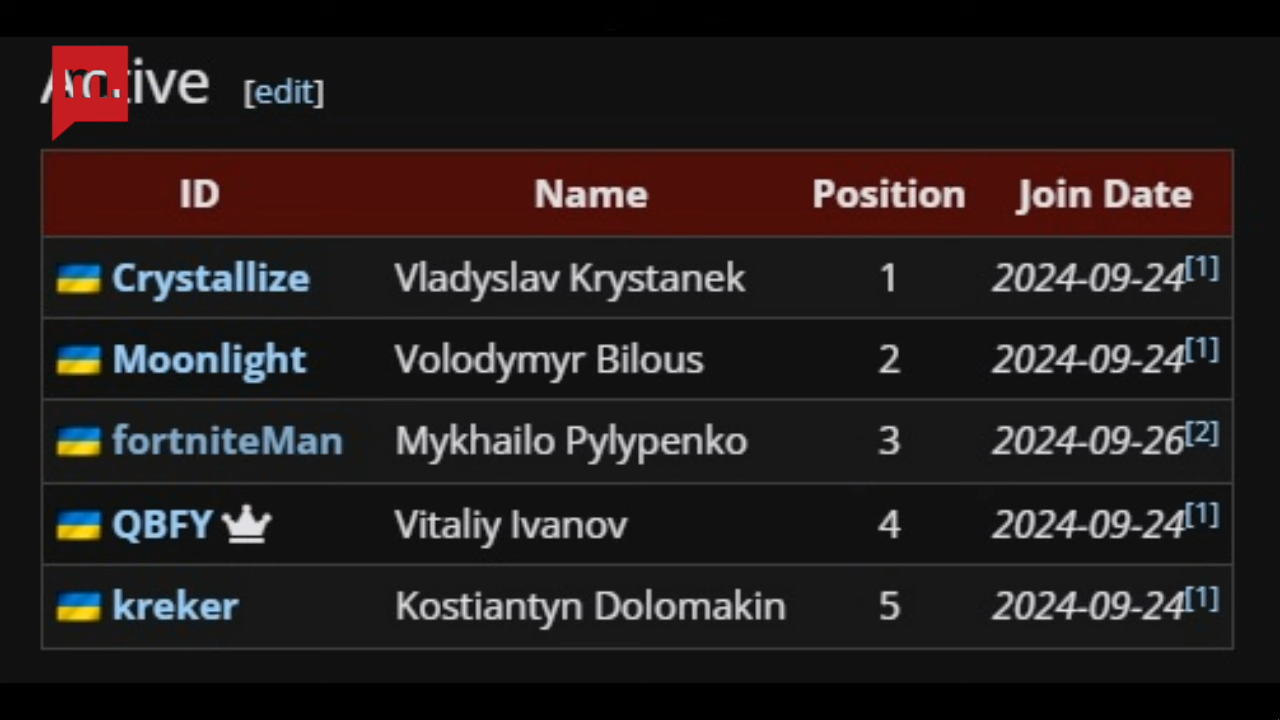 Active [edit]
ID Name Position Join Date
Crystallize Vladyslav Krystanek 1 2024-09-24[1]
Moonlight Volodymyr Bilous 2 2024-09-24[1]
fortniteMan Mykhailo Pylypenko 3 2024-09-26[2]
QBFY Vitaliy Ivanov 4 2024-09-24[1]
kreker Kostiantyn Dolomakin 5 2024-09-24[1]
m.